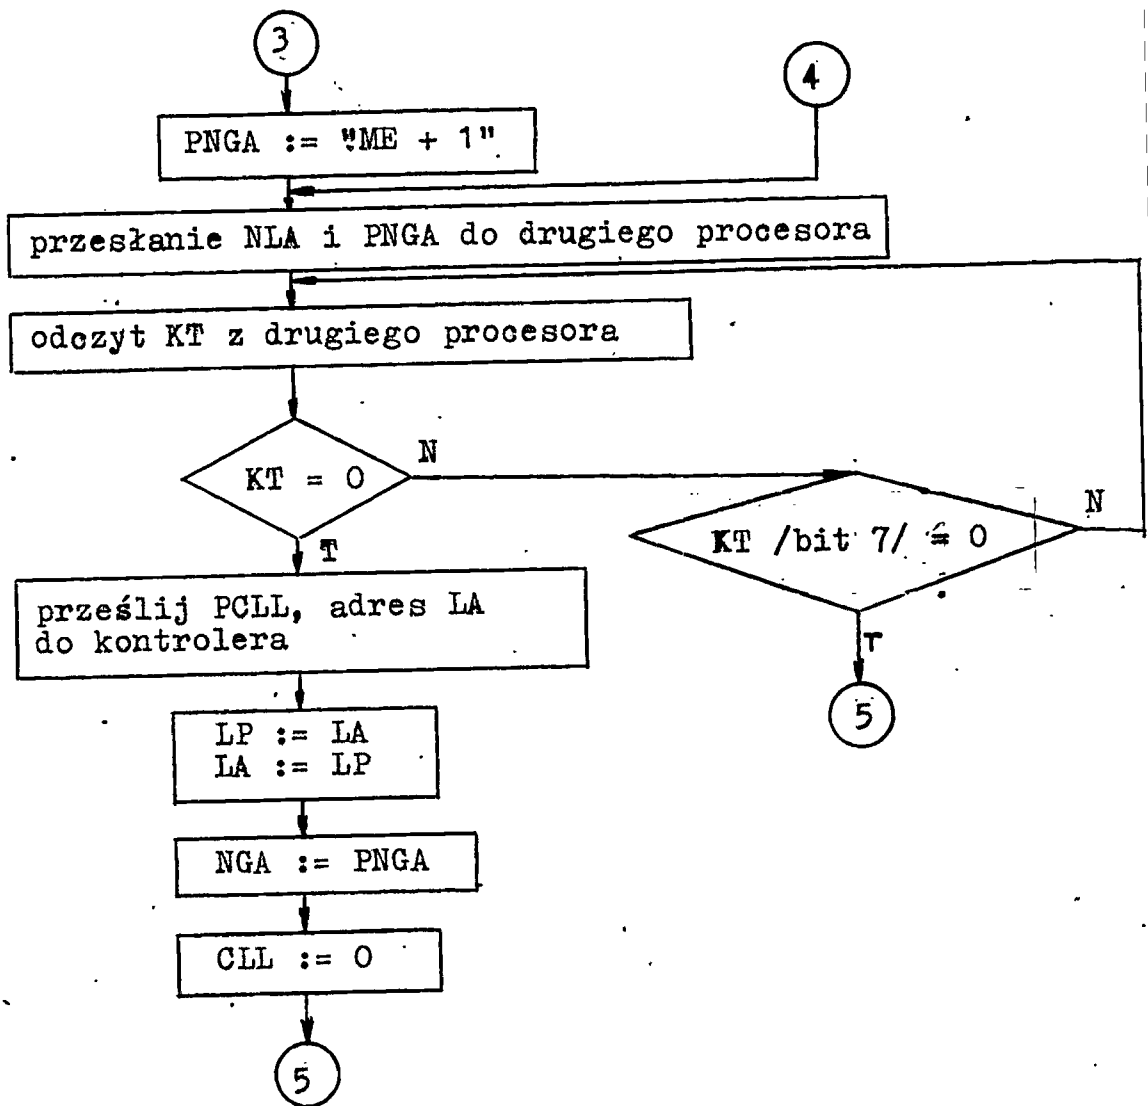 3
4
PNGA := "ME + 1"
przesłanie NLA i PNGA do drugiego procesora
odczyt KT z drugiego procesora
KT = 0
N
T
KT /bit 7/ = 0
N
T
5
prześlij PCLL, adres LA
do kontrolera
LP := LA
LA := LP
NGA := PNGA
CLL := 0
5